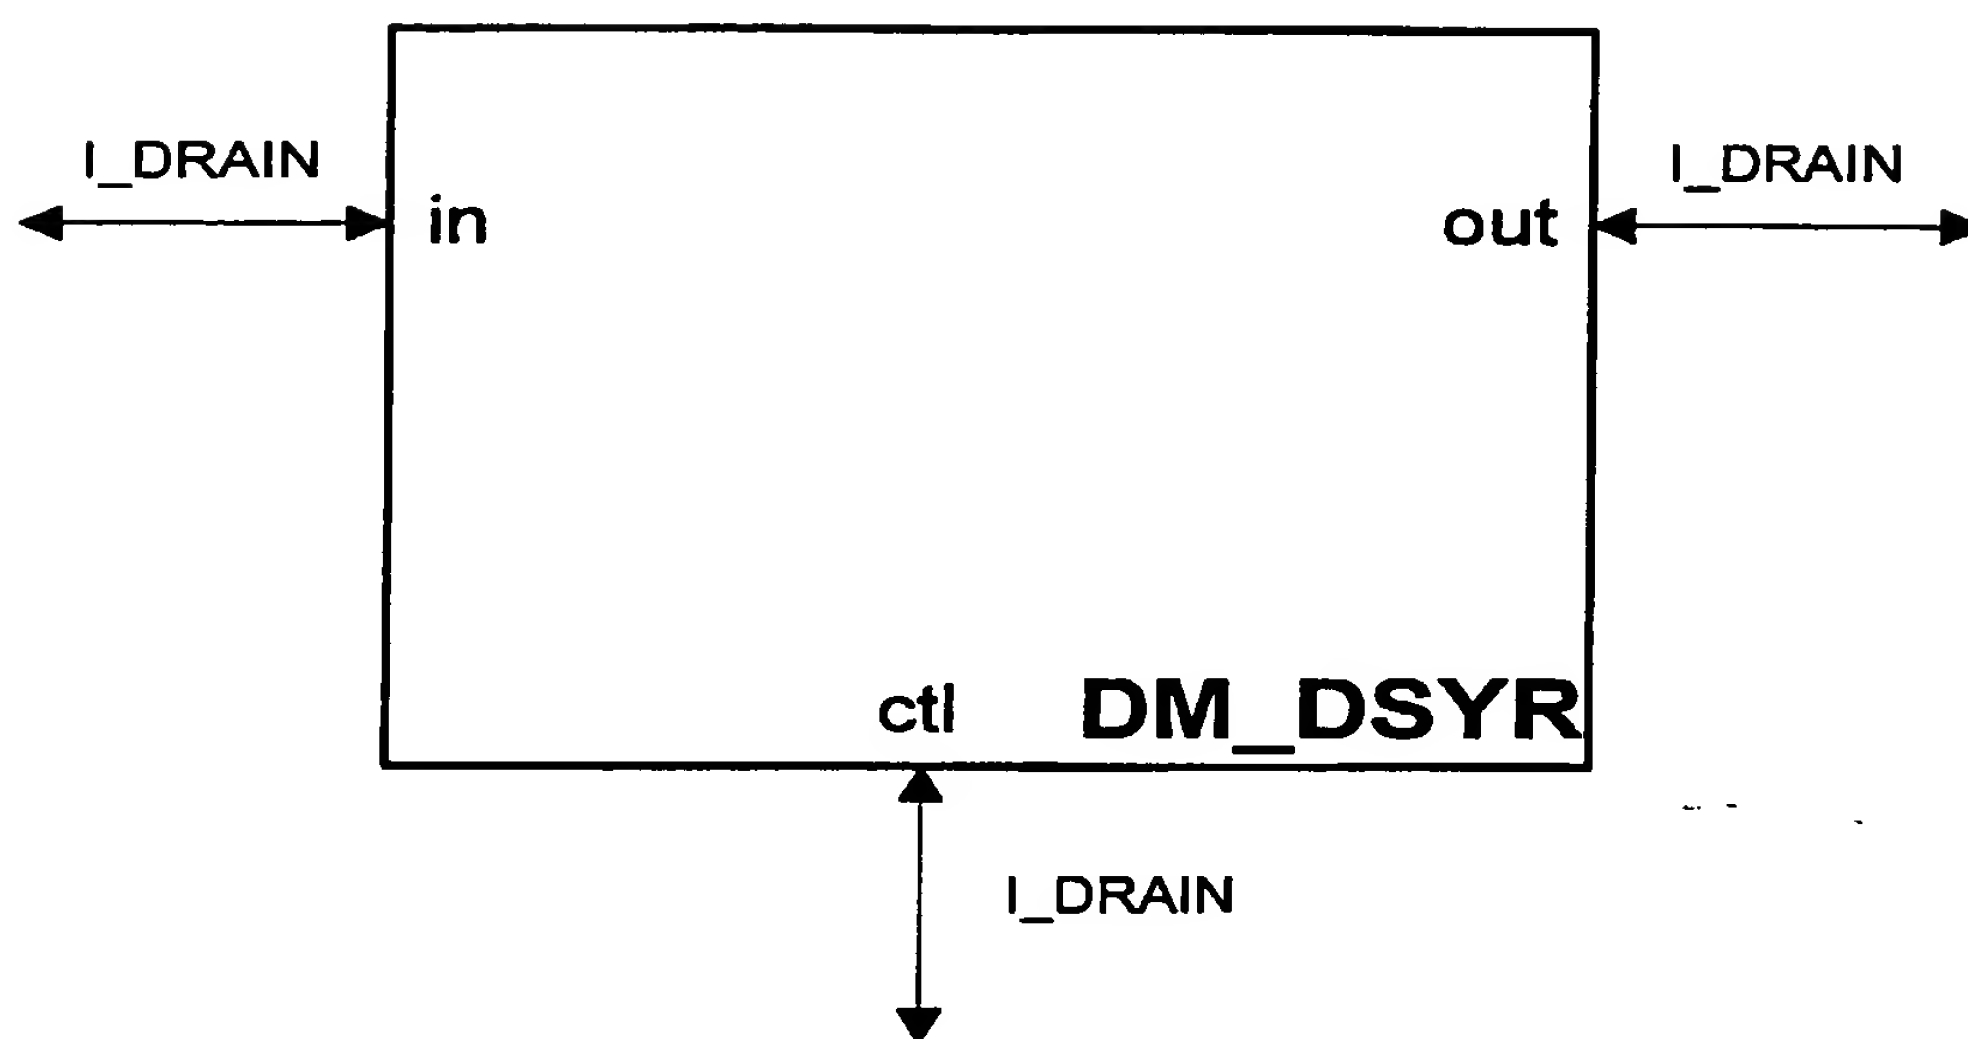 I_DRAIN
I_DRAIN
in
out
ctl
DM_DSYR
I_DRAIN